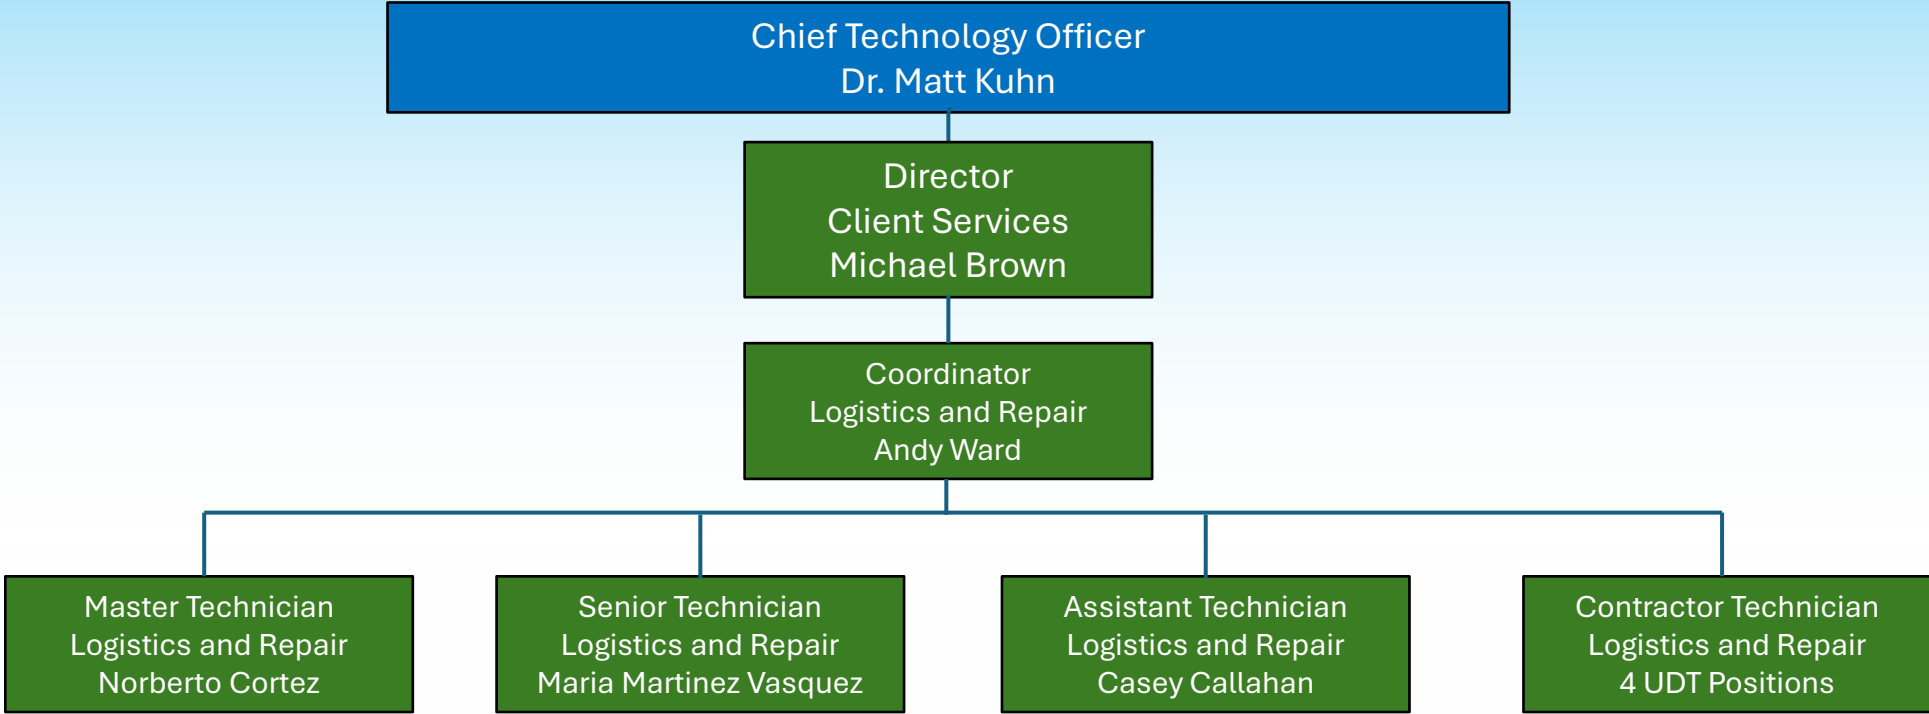 Chief Technology Officer
Dr. Matt Kuhn
Director
Client Services
Michael Brown
Coordinator
Logistics and Repair
Andy Ward
Master Technician
Logistics and Repair
Norberto Cortez
Senior Technician
Logistics and Repair
Maria Martinez Vasquez
Assistant Technician
Logistics and Repair
Casey Callahan
Contractor Technician
Logistics and Repair
4 UDT Positions